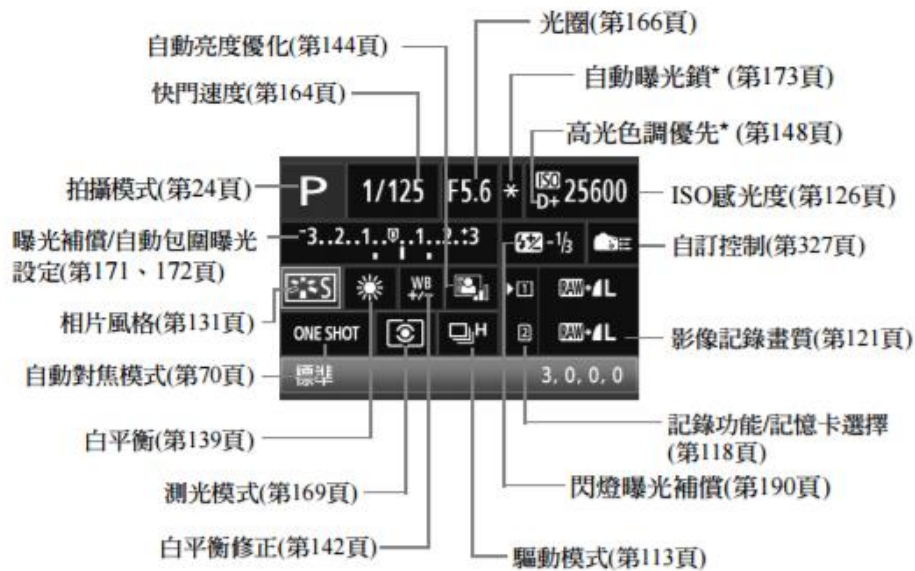 光圈(第166頁)
自動亮度優化(第144頁)
自動曝光鎖* (第173頁)
快門速度(第164頁)
高光色調優先* (第148頁)
P 1/125 F5.6 * ISO D+ 25600
拍攝模式(第24頁)
ISO感光度(第126頁)
-3..2..1..0..1..2..+3
-1/3
曝光補償/自動包圍曝光
設定(第171、172頁)
自訂控制(第327頁)
S WB +/- 1 RAW+L
相片風格(第131頁)
ONE SHOT H 2 RAW+L
影像記錄畫質(第121頁)
自動對焦模式(第70頁)
標準 3, 0, 0, 0
白平衡(第139頁)
記錄功能/記憶卡選擇
(第118頁)
測光模式(第169頁)
閃燈曝光補償(第190頁)
白平衡修正(第142頁)
驅動模式(第113頁)